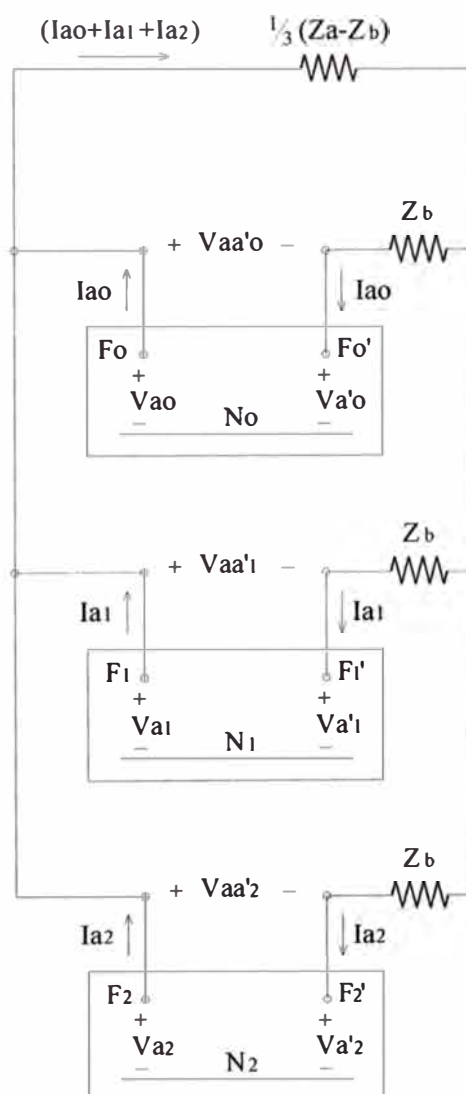 (Iao+Ia1+Ia2) ⅓ (Za-Zb)
+ Vaa'o − Zb
Iao Iao
Fo Fo'
+ +
Vao Va'o
− No −
+ Vaa'1 − Zb
Ia1 Ia1
F1 F1'
+ +
Va1 Va'1
− N1 −
+ Vaa'2 − Zb
Ia2 Ia2
F2 F2'
+ +
Va2 Va'2
− N2 −